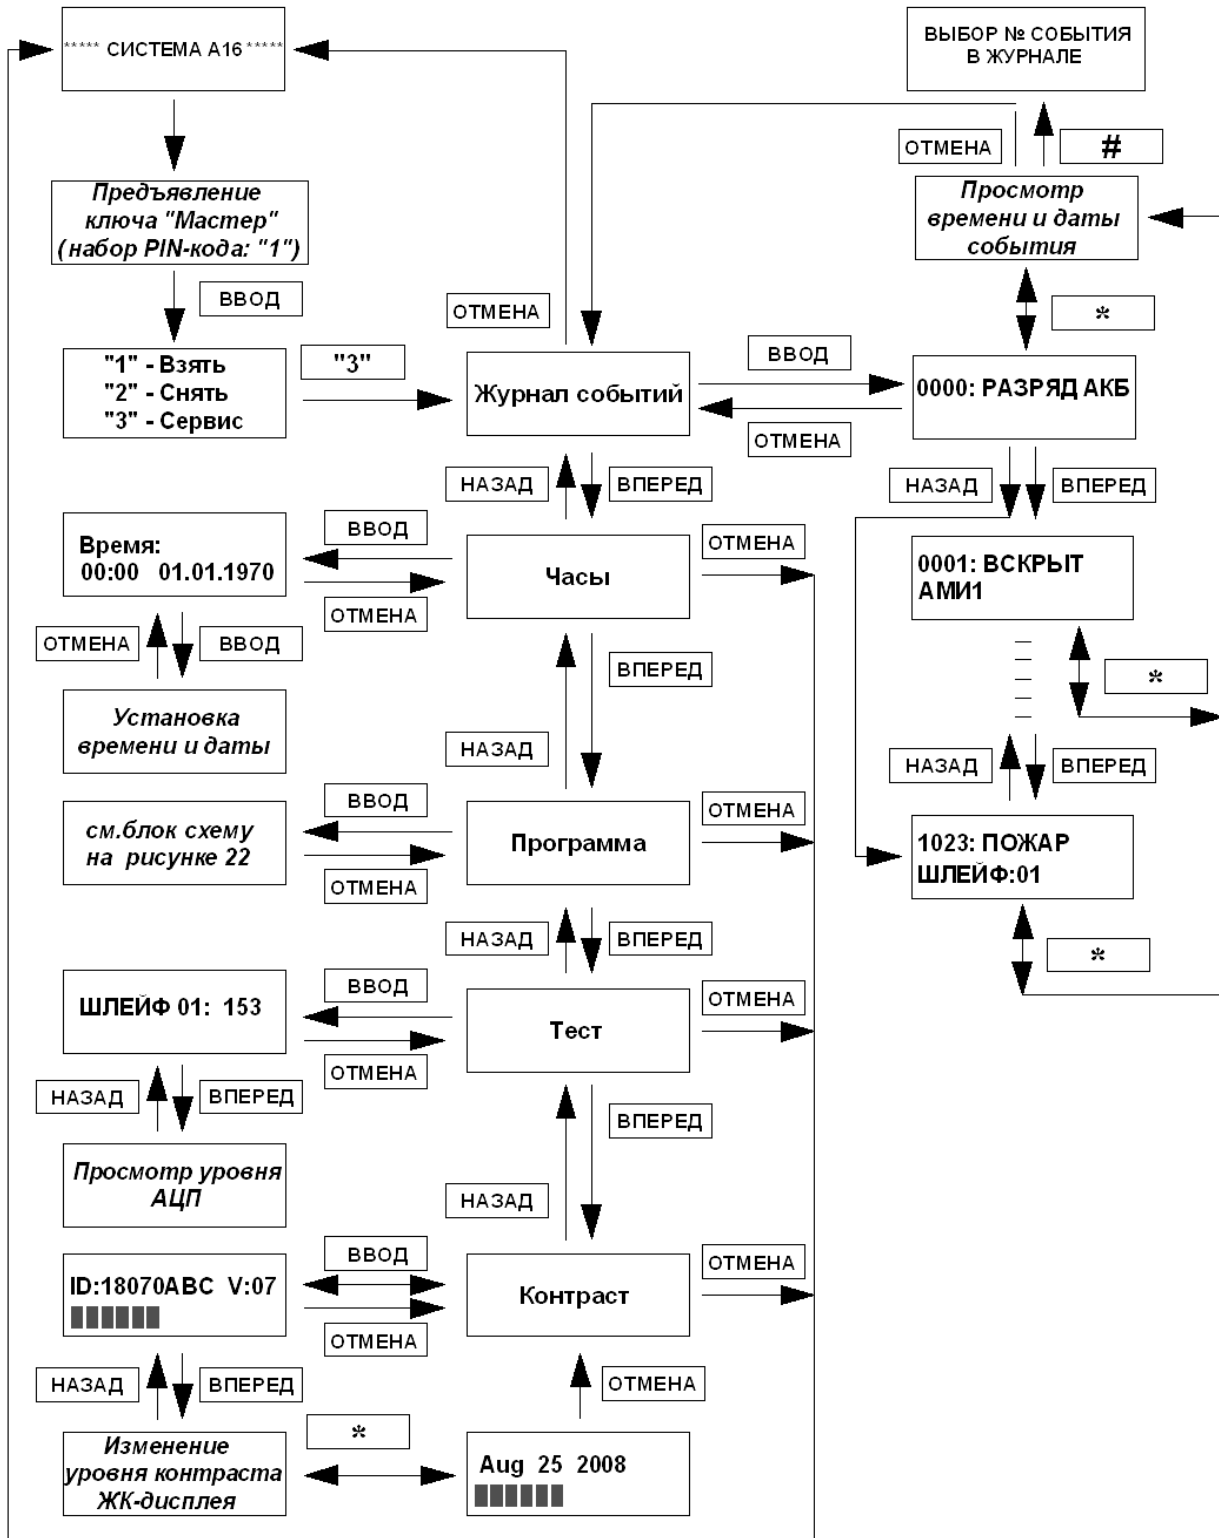 ***** СИСТЕМА А16 *****
ВЫБОР № СОБЫТИЯ
В ЖУРНАЛЕ
ОТМЕНА
#
Предъявление
ключа "Мастер"
(набор PIN-кода: "1")
Просмотр
времени и даты
события
ВВОД
ОТМЕНА
*
"1" - Взять
"2" - Снять
"3" - Сервис
"3"
Журнал событий
ВВОД
ОТМЕНА
0000: РАЗРЯД АКБ
НАЗАД
ВПЕРЕД
НАЗАД
ВПЕРЕД
Время:
00:00 01.01.1970
ВВОД
ОТМЕНА
Часы
ОТМЕНА
0001: ВСКРЫТ
АМИ1
ОТМЕНА
ВВОД
ВПЕРЕД
*
Установка
времени и даты
НАЗАД
НАЗАД
ВПЕРЕД
см.блок схему
на рисунке 22
ВВОД
ОТМЕНА
Программа
ОТМЕНА
1023: ПОЖАР
ШЛЕЙФ:01
НАЗАД
ВПЕРЕД
*
ШЛЕЙФ 01: 153
ВВОД
ОТМЕНА
Тест
ОТМЕНА
НАЗАД
ВПЕРЕД
ВПЕРЕД
Просмотр уровня
АЦП
НАЗАД
ID:18070ABC V:07
ВВОД
ОТМЕНА
Контраст
ОТМЕНА
НАЗАД
ВПЕРЕД
ОТМЕНА
Изменение
уровня контраста
ЖК-дисплея
*
Aug 25 2008